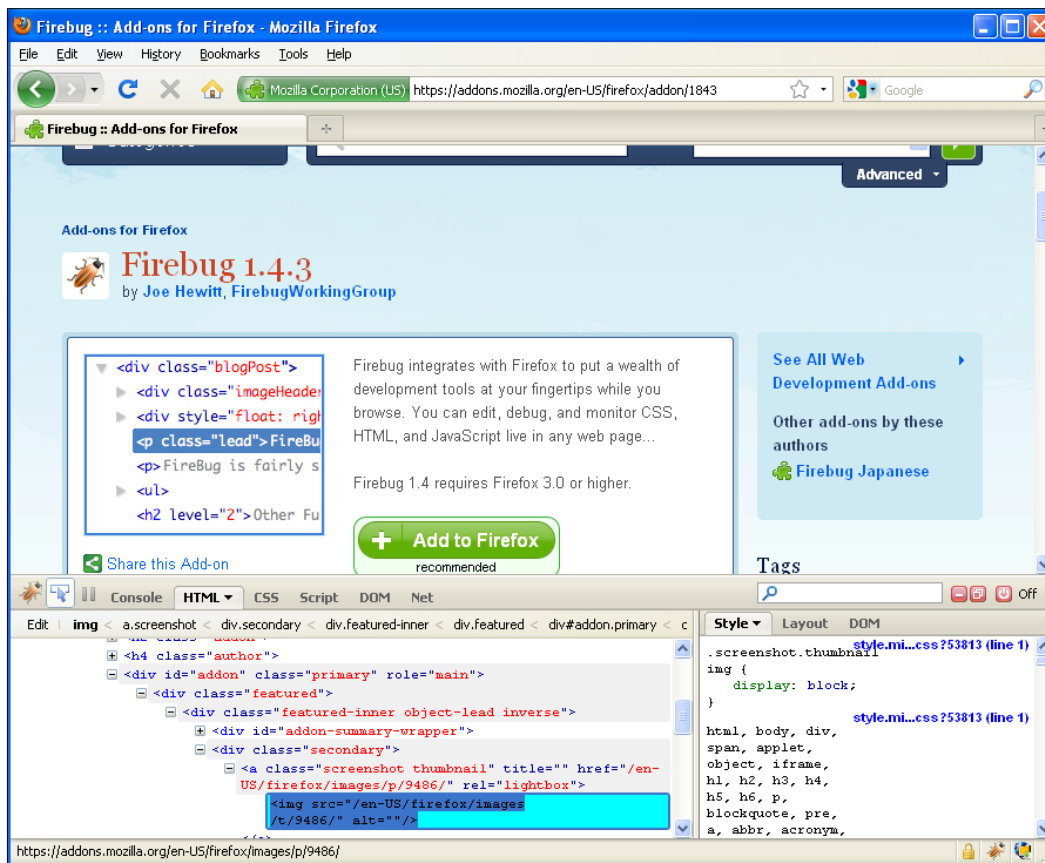 Firebug :: Add-ons for Firefox - Mozilla Firefox
File Edit View History Bookmarks Tools Help
Mozilla Corporation (US) https://addons.mozilla.org/en-US/firefox/addon/1843 Google
Firebug :: Add-ons for Firefox
Categories
Advanced
Add-ons for Firefox
Firebug 1.4.3
by Joe Hewitt, FirebugWorkingGroup
<div class="blogPost">
<div class="imageHeader
<div style="float: righ
<p class="lead">FireBu
<p>FireBug is fairly s
<ul>
<h2 level="2">Other Fu
Share this Add-on
Firebug integrates with Firefox to put a wealth of
development tools at your fingertips while you
browse. You can edit, debug, and monitor CSS,
HTML, and JavaScript live in any web page...
Firebug 1.4 requires Firefox 3.0 or higher.
Add to Firefox
recommended
See All Web
Development Add-ons
Other add-ons by these
authors
Firebug Japanese
Tags
Console HTML CSS Script DOM Net
Off
Edit img < a.screenshot < div.secondary < div.featured-inner < div.featured < div#addon.primary < c
<h2 class="addon">
<h4 class="author">
<div id="addon" class="primary" role="main">
<div class="featured">
<div class="featured-inner object-lead inverse">
<div id="addon-summary-wrapper">
<div class="secondary">
<a class="screenshot thumbnail" title="" href="/en-
US/firefox/images/p/9486/" rel="lightbox">
<img src="/en-US/firefox/images
/t/9486/" alt=""/>
</a>
Style Layout DOM
style.mi...css?53813 (line 1)
.screenshot.thumbnail
img {
display: block;
}
style.mi...css?53813 (line 1)
html, body, div,
span, applet,
object, iframe,
h1, h2, h3, h4,
h5, h6, p,
blockquote, pre,
a, abbr, acronym,
https://addons.mozilla.org/en-US/firefox/images/p/9486/